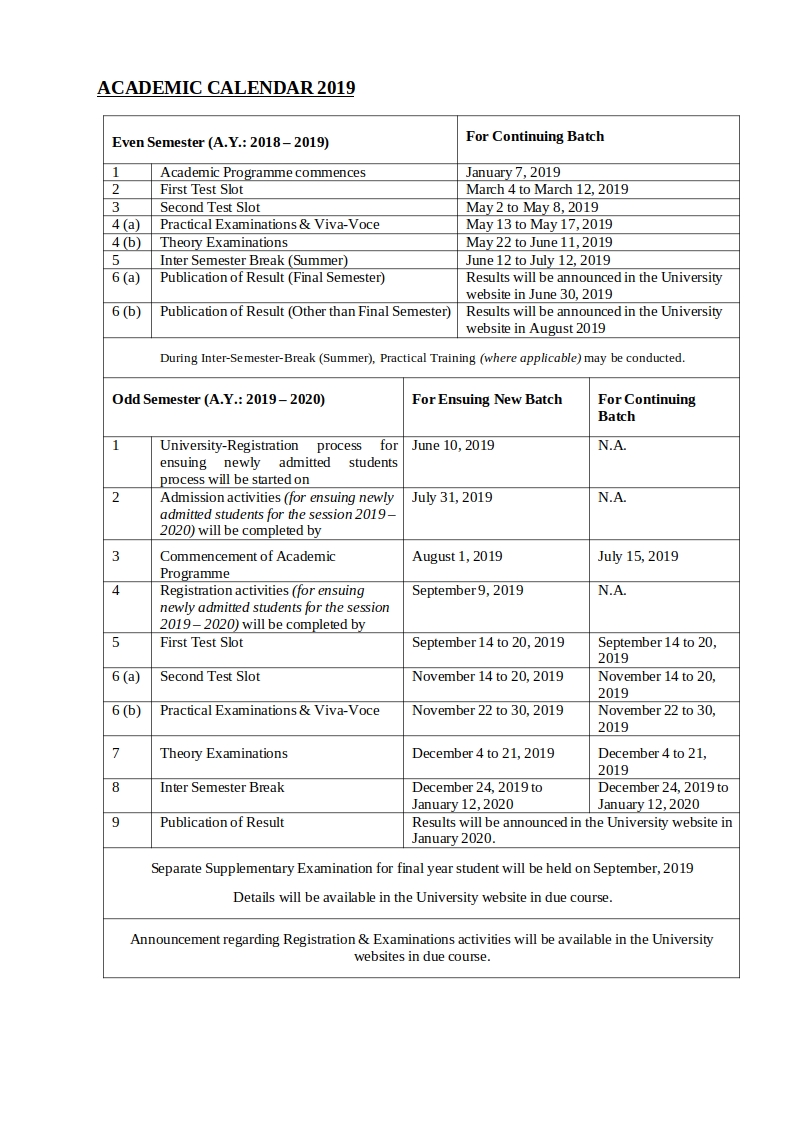 ACADEMIC CALENDAR 2019
Even Semester (A.Y.: 2018 – 2019) For Continuing Batch
1 Academic Programme commences January 7, 2019
2 First Test Slot March 4 to March 12, 2019
3 Second Test Slot May 2 to May 8, 2019
4 (a) Practical Examinations & Viva-Voce May 13 to May 17, 2019
4 (b) Theory Examinations May 22 to June 11, 2019
5 Inter Semester Break (Summer) June 12 to July 12, 2019
6 (a) Publication of Result (Final Semester) Results will be announced in the University
website in June 30, 2019
6 (b) Publication of Result (Other than Final Semester) Results will be announced in the University
website in August 2019
During Inter-Semester-Break (Summer), Practical Training (where applicable) may be conducted.
Odd Semester (A.Y.: 2019 – 2020) For Ensuing New Batch For Continuing
Batch
1 University-Registration process for June 10, 2019 N.A.
ensuing newly admitted students
process will be started on
2 Admission activities (for ensuing newly July 31, 2019 N.A.
admitted students for the session 2019 –
2020) will be completed by
3 Commencement of Academic August 1, 2019 July 15, 2019
Programme
4 Registration activities (for ensuing September 9, 2019 N.A.
newly admitted students for the session
2019 – 2020) will be completed by
5 First Test Slot September 14 to 20, 2019 September 14 to 20,
2019
6 (a) Second Test Slot November 14 to 20, 2019 November 14 to 20,
2019
6 (b) Practical Examinations & Viva-Voce November 22 to 30, 2019 November 22 to 30,
2019
7 Theory Examinations December 4 to 21, 2019 December 4 to 21,
2019
8 Inter Semester Break December 24, 2019 to December 24, 2019 to
January 12, 2020 January 12, 2020
9 Publication of Result Results will be announced in the University website in
January 2020.
Separate Supplementary Examination for final year student will be held on September, 2019
Details will be available in the University website in due course.
Announcement regarding Registration & Examinations activities will be available in the University
websites in due course.